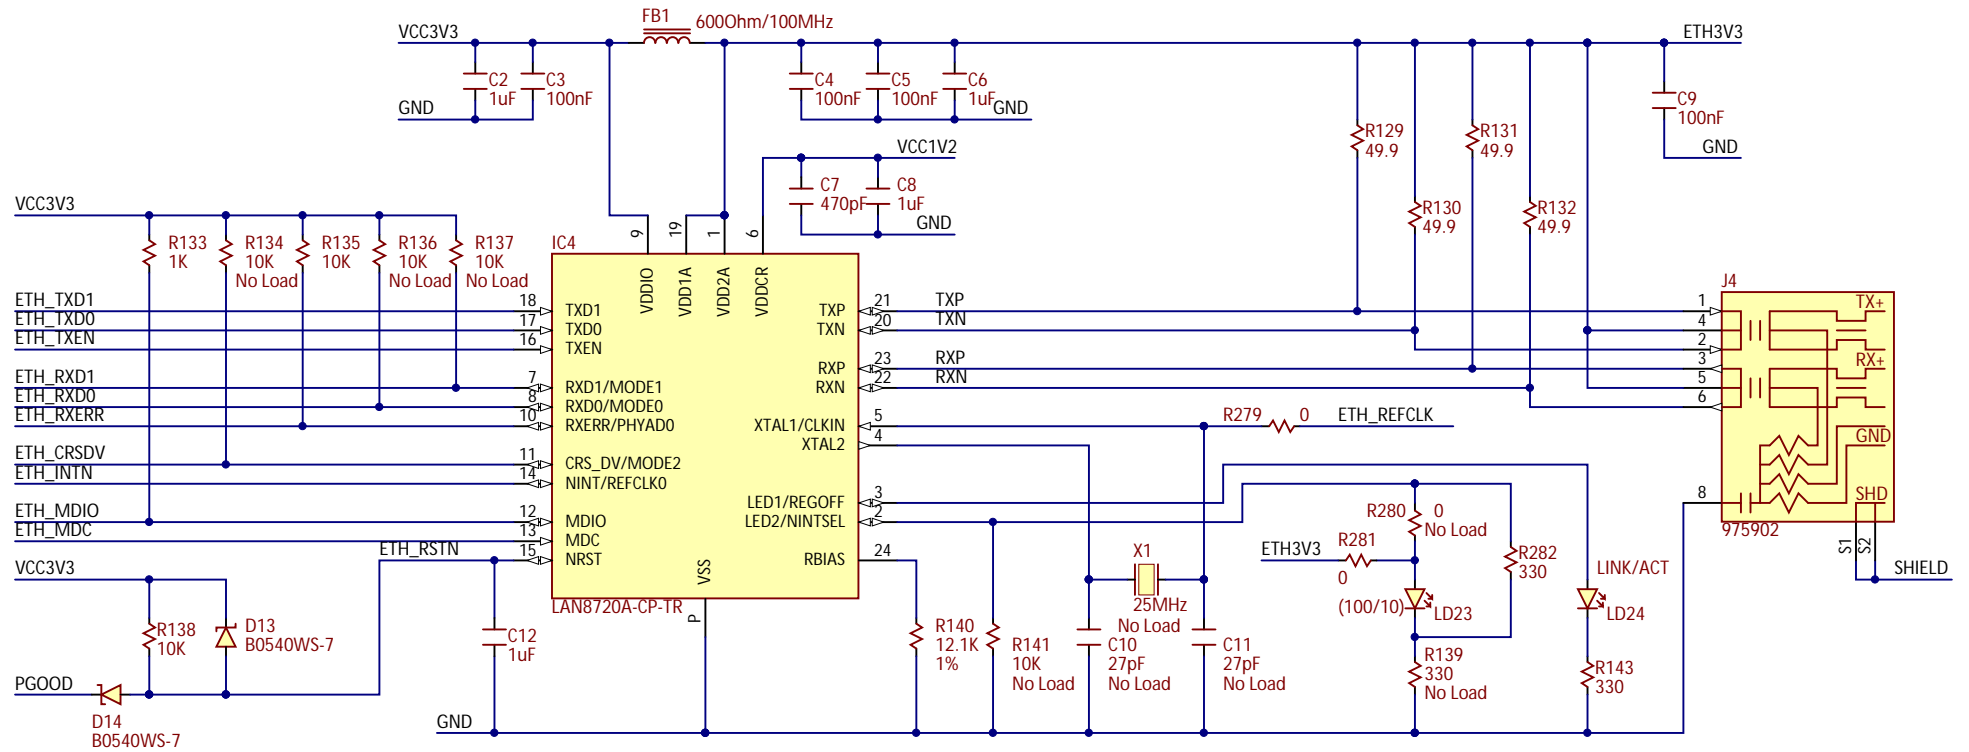 FB1
600Ohm/100MHz
VCC3V3
ETH3V3
C2
1uF
C3
100nF
C4
100nF
C5
100nF
C6
1uF
C9
100nF
GND
GND
GND
R129
49.9
R131
49.9
VCC1V2
C7
470pF
C8
1uF
GND
R130
49.9
R132
49.9
VCC3V3
R133
1K
R134
10K
No Load
R135
10K
R136
10K
No Load
R137
10K
No Load
IC4
9
19
1
6
VDDIO
VDD1A
VDD2A
VDDCR
ETH_TXD1
18
TXD1
ETH_TXD0
17
TXD0
ETH_TXEN
16
TXEN
ETH_RXD1
7
RXD1/MODE1
ETH_RXD0
8
RXD0/MODE0
ETH_RXERR
10
RXERR/PHYAD0
ETH_CRSDV
11
CRS_DV/MODE2
ETH_INTN
14
NINT/REFCLK0
ETH_MDIO
12
MDIO
ETH_MDC
13
MDC
ETH_RSTN
15
NRST
TXP
21
TXP
TXN
20
TXN
RXP
23
RXP
RXN
22
RXN
XTAL1/CLKIN
5
R279
0
ETH_REFCLK
XTAL2
4
LED1/REGOFF
3
LED2/NINTSEL
2
RBIAS
24
VSS
P
LAN8720A-CP-TR
J4
1
TX+
4
2
3
RX+
5
6
GND
8
SHD
975902
S1
S2
SHIELD
VCC3V3
R138
10K
D13
B0540WS-7
PGOOD
D14
B0540WS-7
C12
1uF
GND
R140
12.1K
1%
R141
10K
No Load
X1
25MHz
No Load
C10
27pF
No Load
C11
27pF
No Load
R280
0
No Load
ETH3V3
R281
0
R282
330
(100/10)
LD23
R139
330
No Load
LINK/ACT
LD24
R143
330